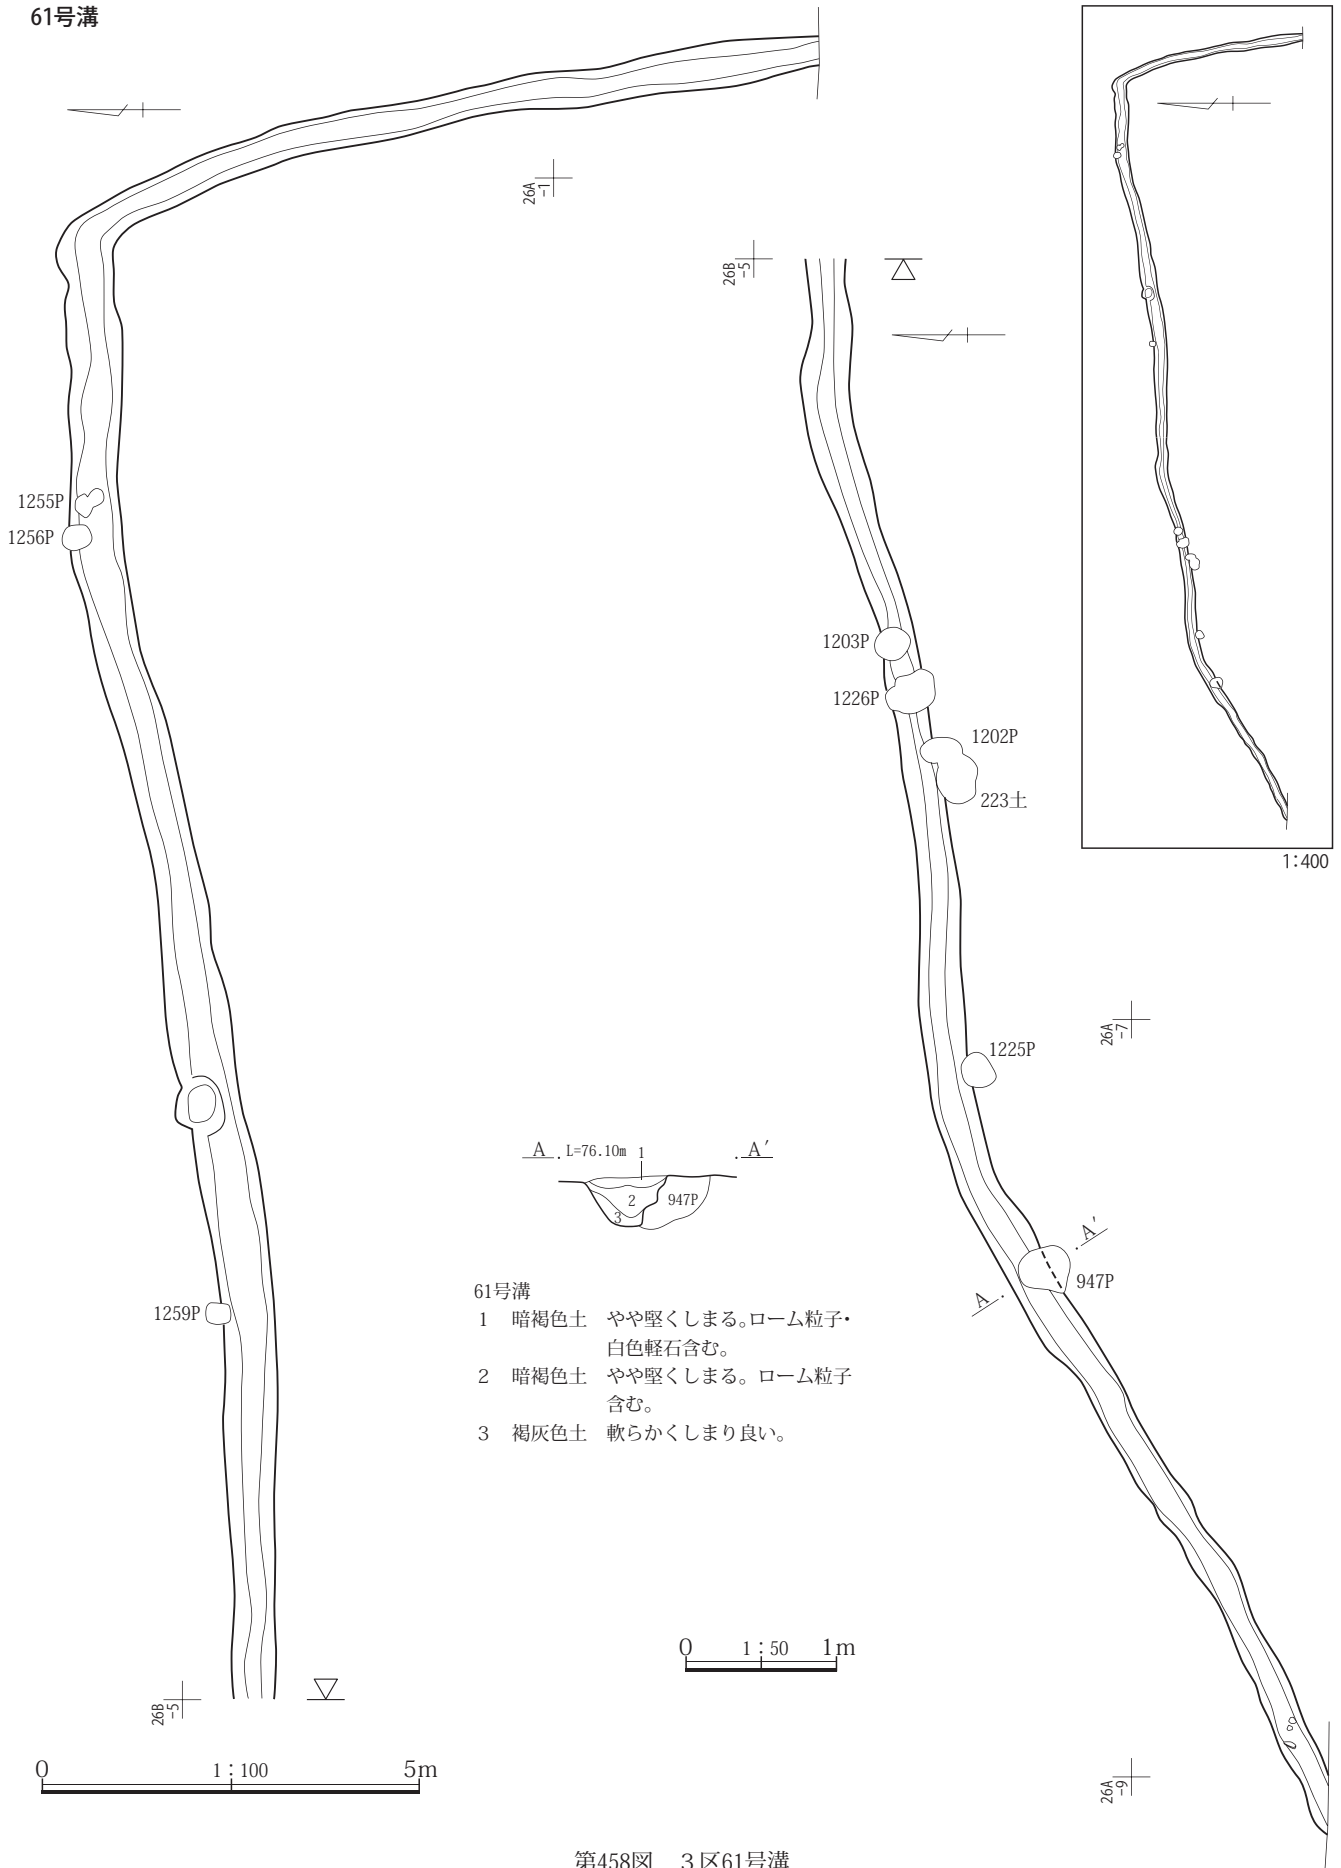 61号溝
26A
-1
26B
-5
1255P
1256P
1203P
1226P
1202P
223土
1:400
26A
-7
1225P
A . L=76.10m 1 . A′
2
3
947P
1259P
A .
. A'
947P
61号溝
1 暗褐色土 やや堅くしまる。ローム粒子・
白色軽石含む。
2 暗褐色土 やや堅くしまる。ローム粒子
含む。
3 褐灰色土 軟らかくしまり良い。
0 1:50 1m
26B
-5
0 1:100 5m
26A
-9
第458図 3区61号溝